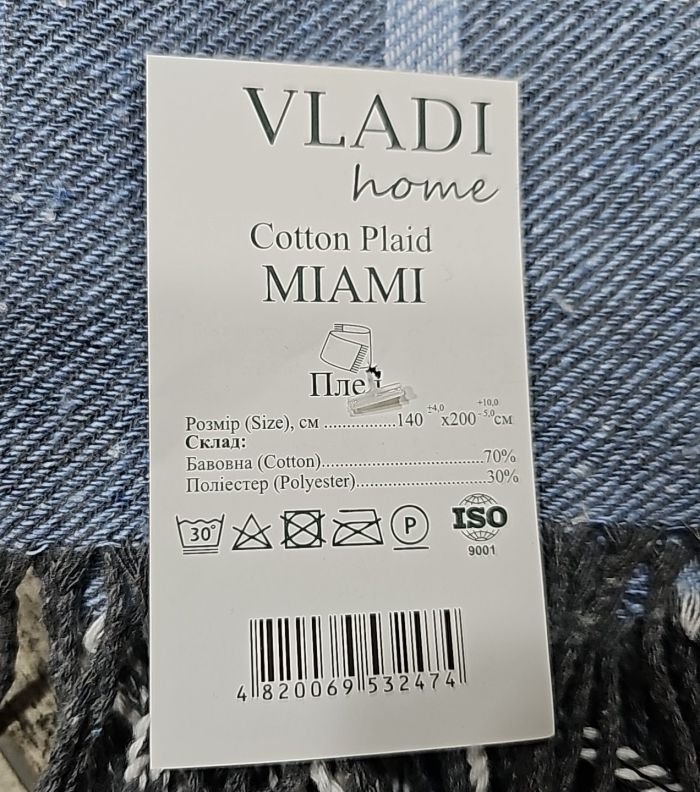 VLADI
home
Cotton Plaid
MIAMI
Розмір (Size), см ................140 ±4,0 x200 +10,0 -5,0 см
Склад:
Бавовна (Cotton)....................................70%
Поліестер (Polyester)............................30%
30° P ISO
9001
4 820069 532474